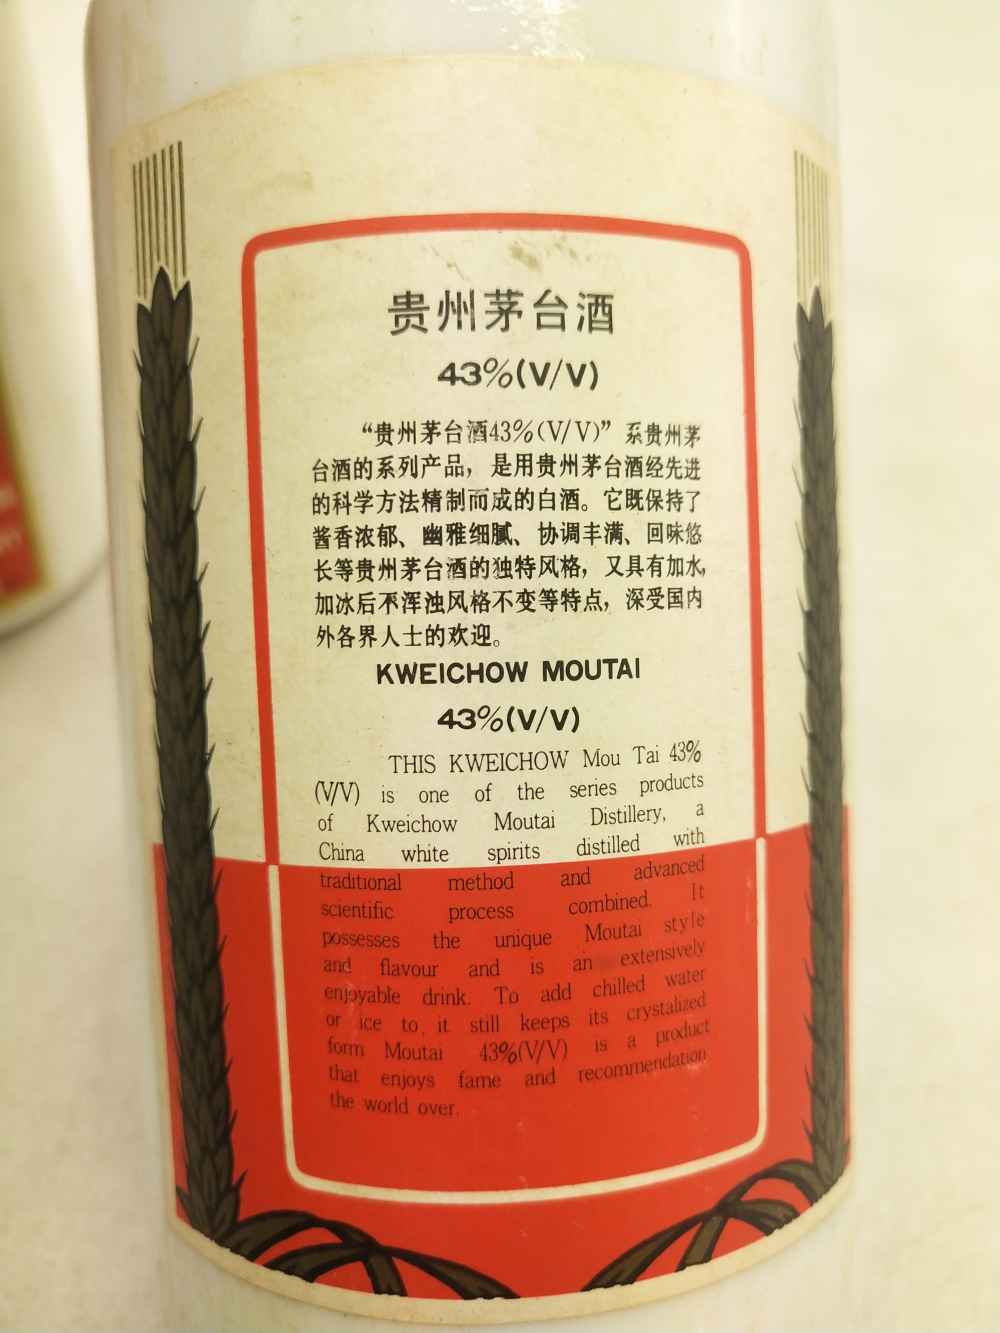 贵州茅台酒
43%(V/V)
“贵州茅台酒43%(V/V)”系贵州茅
台酒的系列产品，是用贵州茅台酒经先进
的科学方法精制而成的白酒。它既保持了
酱香浓郁、幽雅细腻、协调丰满、回味悠
长等贵州茅台酒的独特风格，又具有加水，
加冰后不浑浊风格不变等特点，深受国内
外各界人士的欢迎。
KWEICHOW MOUTAI
43%(V/V)
THIS KWEICHOW Mou Tai 43%
(V/V) is one of the series products
of Kweichow Moutai Distillery, a
China white spirits distilled with
traditional method and advanced
scientific process combined. It
possesses the unique Moutai style
and flavour and is an extensively
enjoyable drink. To add chilled water
or ice to it still keeps its crystalized
form Moutai 43%(V/V) is a product
that enjoys fame and recommendation
the world over.